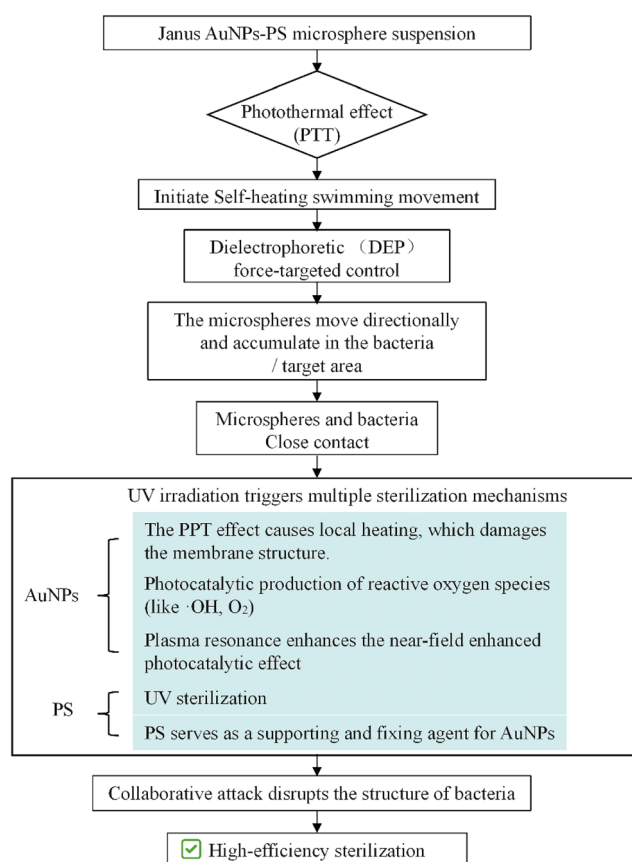 Janus AuNPs-PS microsphere suspension
Photothermal effect
(PTT)
Initiate Self-heating swimming movement
Dielectrophoretic （DEP）
force-targeted control
The microspheres move directionally
and accumulate in the bacteria
/ target area
Microspheres and bacteria
Close contact
UV irradiation triggers multiple sterilization mechanisms
AuNPs
The PPT effect causes local heating, which damages
the membrane structure.
Photocatalytic production of reactive oxygen species
(like ·OH, O₂)
Plasma resonance enhances the near-field enhanced
photocatalytic effect
PS
UV sterilization
PS serves as a supporting and fixing agent for AuNPs
Collaborative attack disrupts the structure of bacteria
High-efficiency sterilization